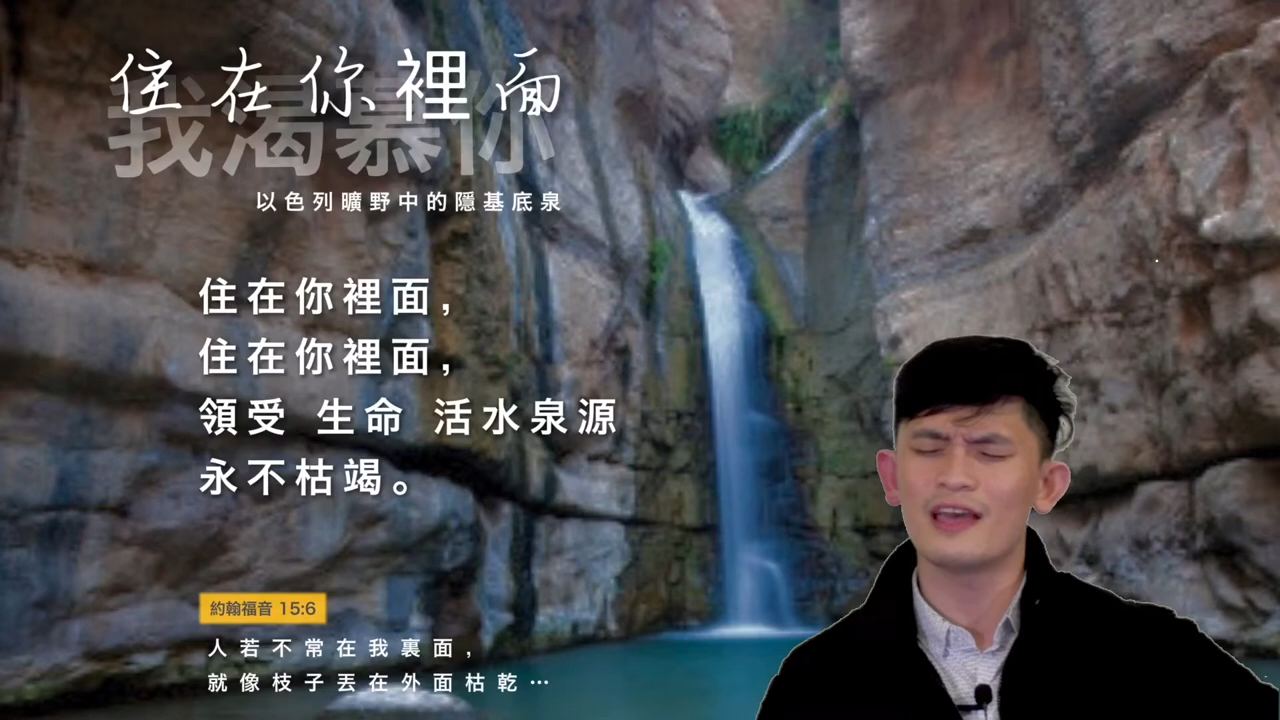 住在你裡面
我渴慕你
以色列曠野中的隱基底泉
住在你裡面，
住在你裡面，
領受 生命 活水泉源
永不枯竭。
約翰福音 15:6
人若不常在我裏面，
就像枝子丟在外面枯乾…